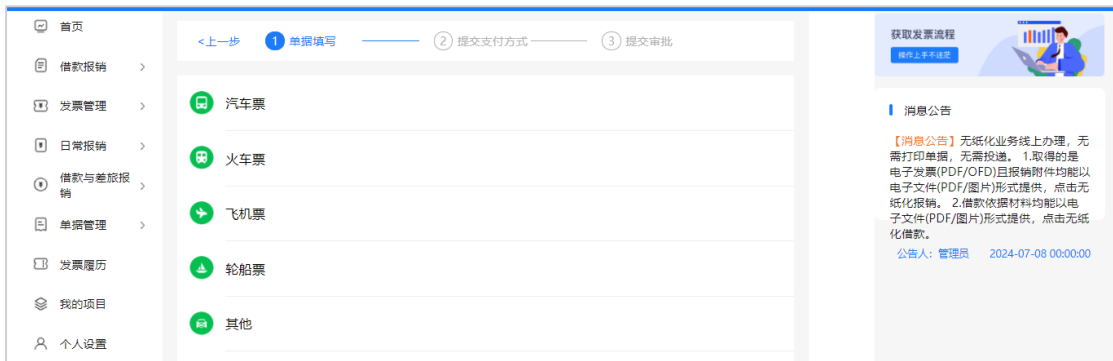 首页
借款报销
发票管理
日常报销
借款与差旅报
销
单据管理
发票履历
我的项目
个人设置
<上一步 1 单据填写 2 提交支付方式 3 提交审批
汽车票
火车票
飞机票
轮船票
其他
获取发票流程
操作上手不迷茫
消息公告
【消息公告】无纸化业务线上办理，无
需打印单据，无需投递。 1.取得的是
电子发票(PDF/OFD)且报销附件均能以
电子文件(PDF/图片)形式提供，点击无
纸化报销。 2.借款依据材料均能以电
子文件(PDF/图片)形式提供，点击无纸
化借款。
公告人：管理员 2024-07-08 00:00:00